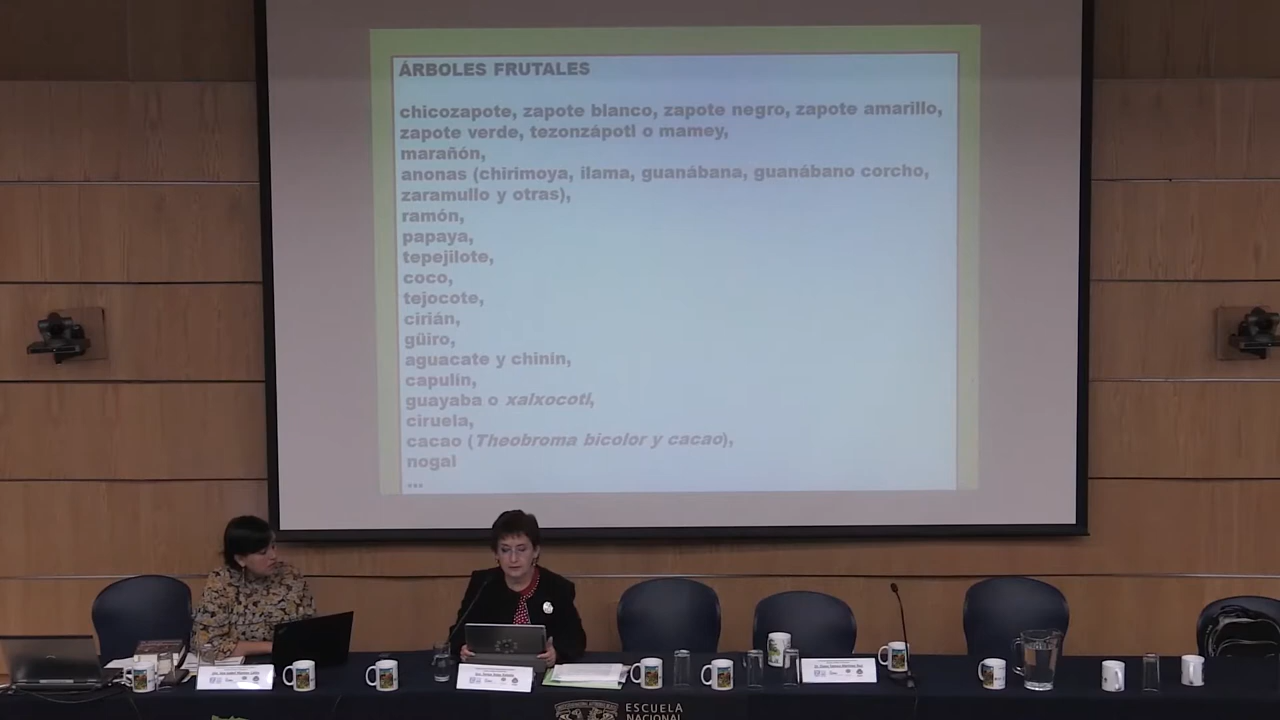 ÁRBOLES FRUTALES
chicozapote, zapote blanco, zapote negro, zapote amarillo,
zapote verde, tezonzápotl o mamey,
marañón,
anonas (chirimoya, ilama, guanábana, guanábano corcho,
zaramullo y otras),
ramón,
papaya,
tepejilote,
coco,
tejocote,
cirián,
güiro,
aguacate y chinín,
capulín,
guayaba o xalxocotl,
ciruela,
cacao (Theobroma bicolor y cacao),
nogal
...
ESCUELA
NACIONAL